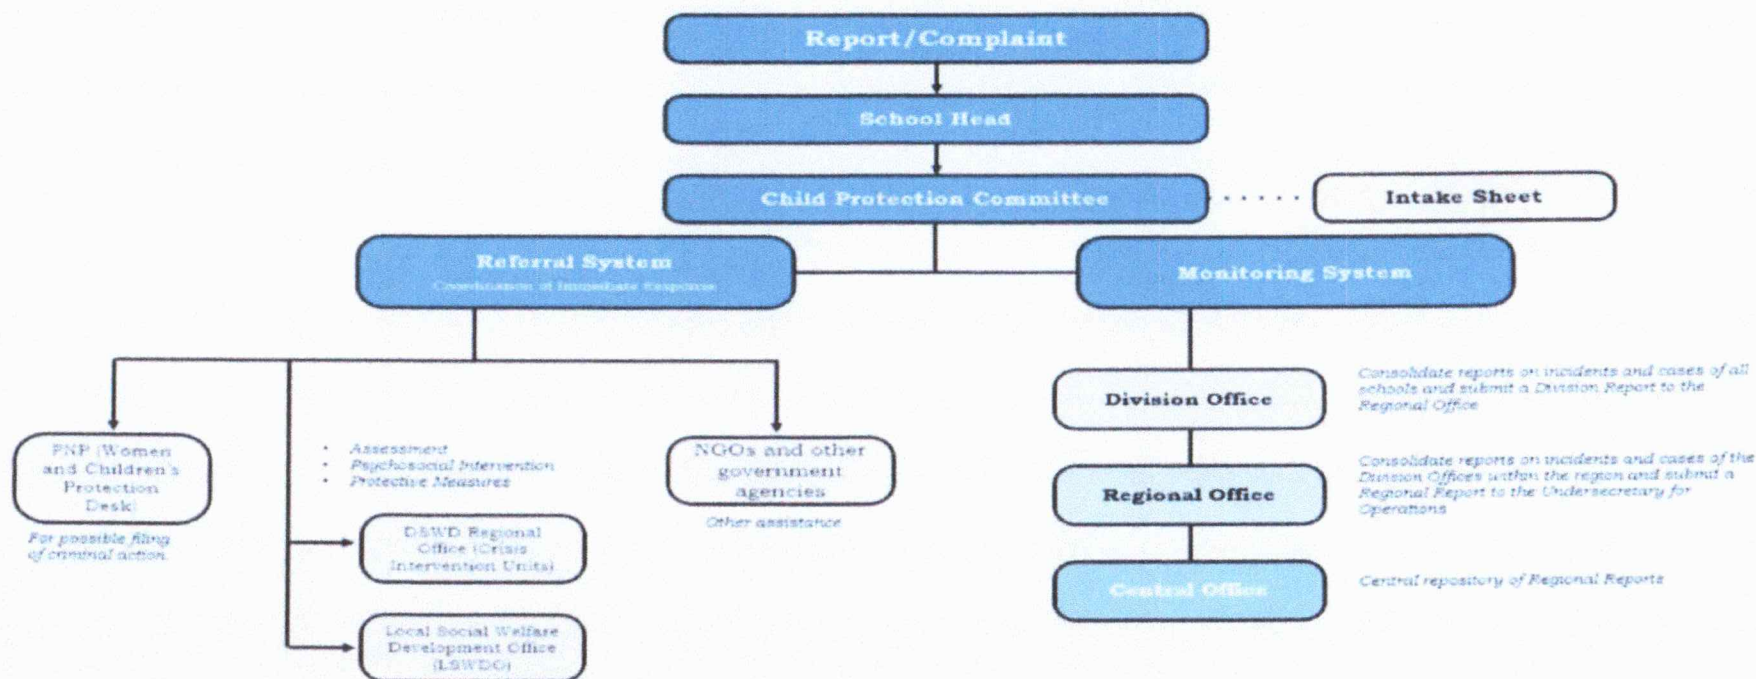 Report/Complaint
School Head
Child Protection Committee
Intake Sheet
Referral System
Coordination of Immediate Response
Monitoring System
PNP (Women
and Children's
Protection
Desk)
For possible filing
of criminal action.
• Assessment
• Psychosocial Intervention
• Protective Measures
DSWD Regional
Office (Crisis
Intervention Units)
Local Social Welfare
Development Office
(LSWDO)
NGOs and other
government
agencies
Other assistance
Division Office
Consolidate reports on incidents and cases of all
schools and submit a Division Report to the
Regional Office
Regional Office
Consolidate reports on incidents and cases of the
Division Offices within the region and submit a
Regional Report to the Undersecretary for
Operations
Central Office
Central repository of Regional Reports